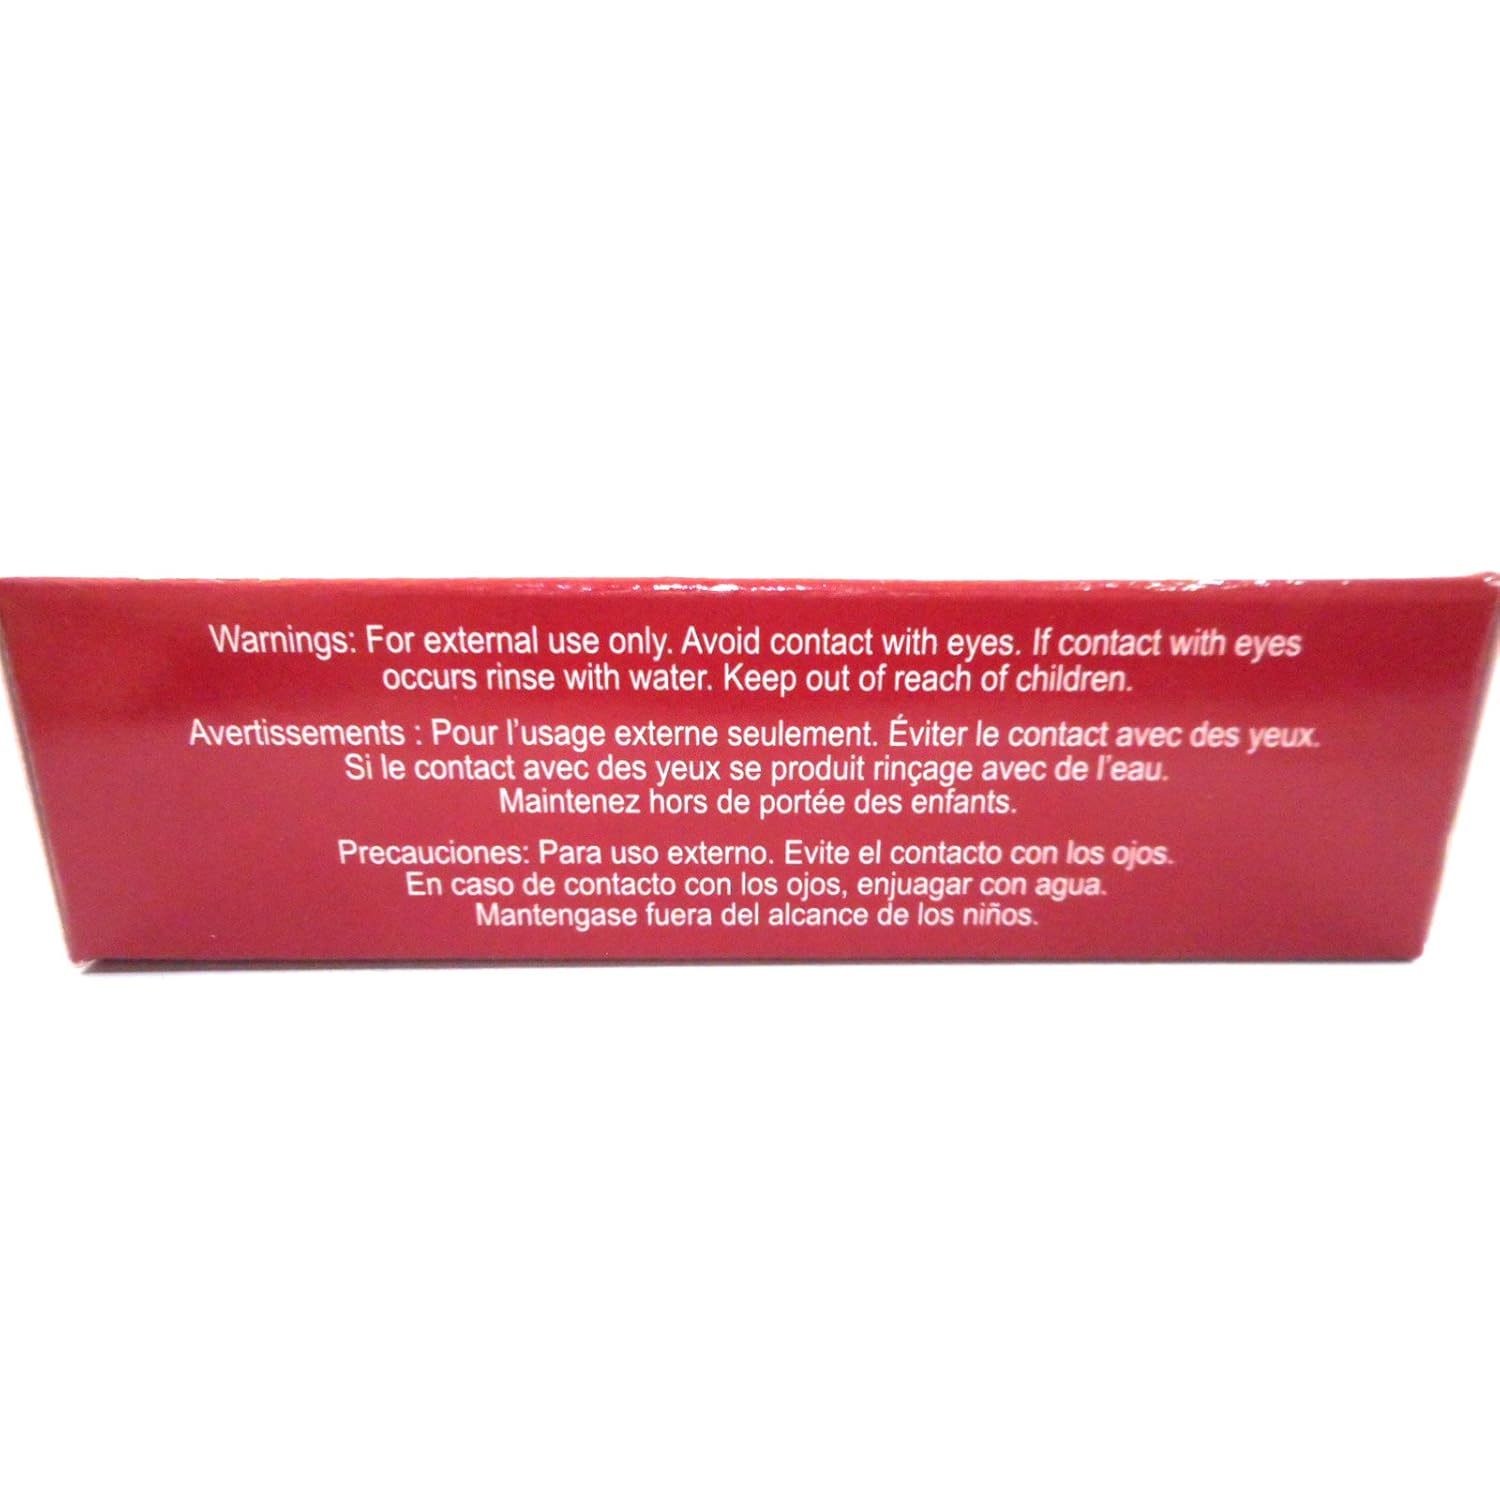 Warnings: For external use only. Avoid contact with eyes. If contact with eyes
occurs rinse with water. Keep out of reach of children.
Avertissements : Pour l'usage externe seulement. Éviter le contact avec des yeux.
Si le contact avec des yeux se produit rinçage avec de l'eau.
Maintenez hors de portée des enfants.
Precauciones: Para uso externo. Evite el contacto con los ojos.
En caso de contacto con los ojos, enjuagar con agua.
Mantengase fuera del alcance de los niños.